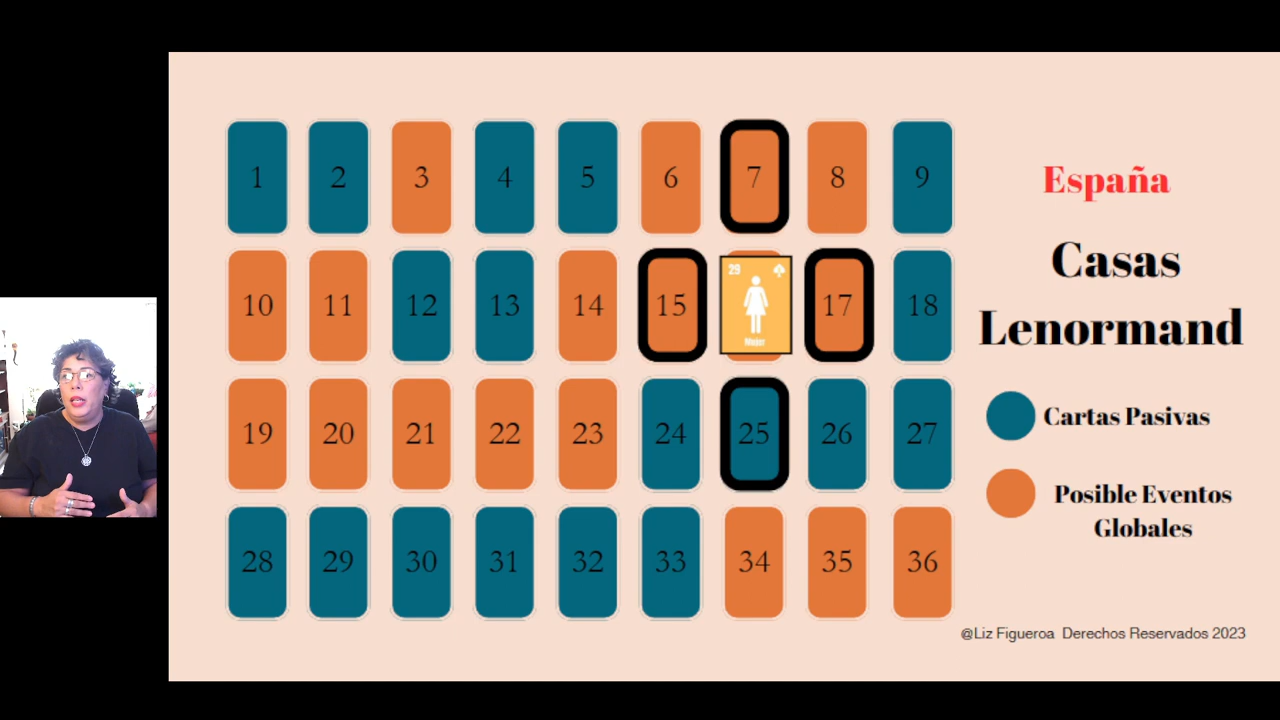 1 2 3 4 5 6 7 8 9
10 11 12 13 14 15 29 Mujer 17 18
19 20 21 22 23 24 25 26 27
28 29 30 31 32 33 34 35 36
España
Casas
Lenormand
Cartas Pasivas
Posible Eventos
Globales
@Liz Figueroa Derechos Reservados 2023